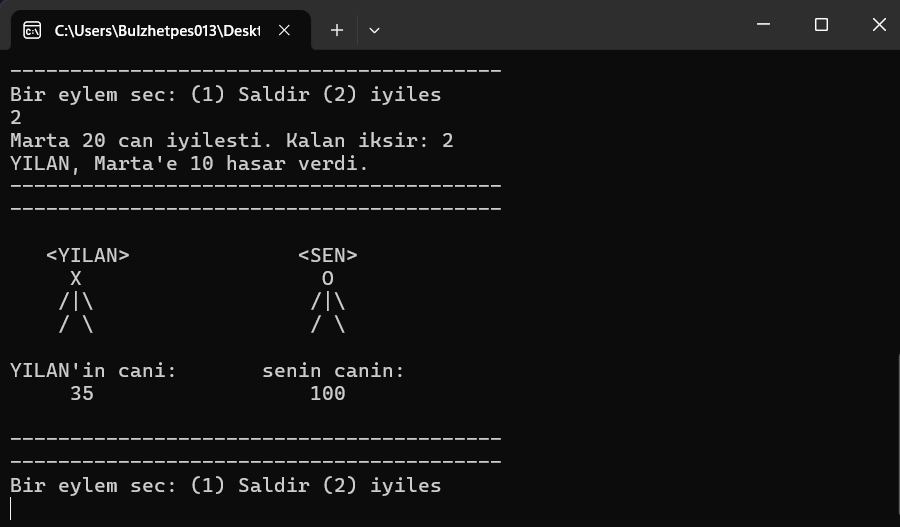 C:\Users\Bulzhetpes013\Deskt
-----------------------------------------
Bir eylem sec: (1) Saldir (2) iyiles
2
Marta 20 can iyilesti. Kalan iksir: 2
YILAN, Marta'e 10 hasar verdi.
-----------------------------------------
-----------------------------------------
<YILAN> <SEN>
X O
/|\ /|\
/ \ / \
YILAN'in cani: senin canin:
35 100
-----------------------------------------
-----------------------------------------
Bir eylem sec: (1) Saldir (2) iyiles